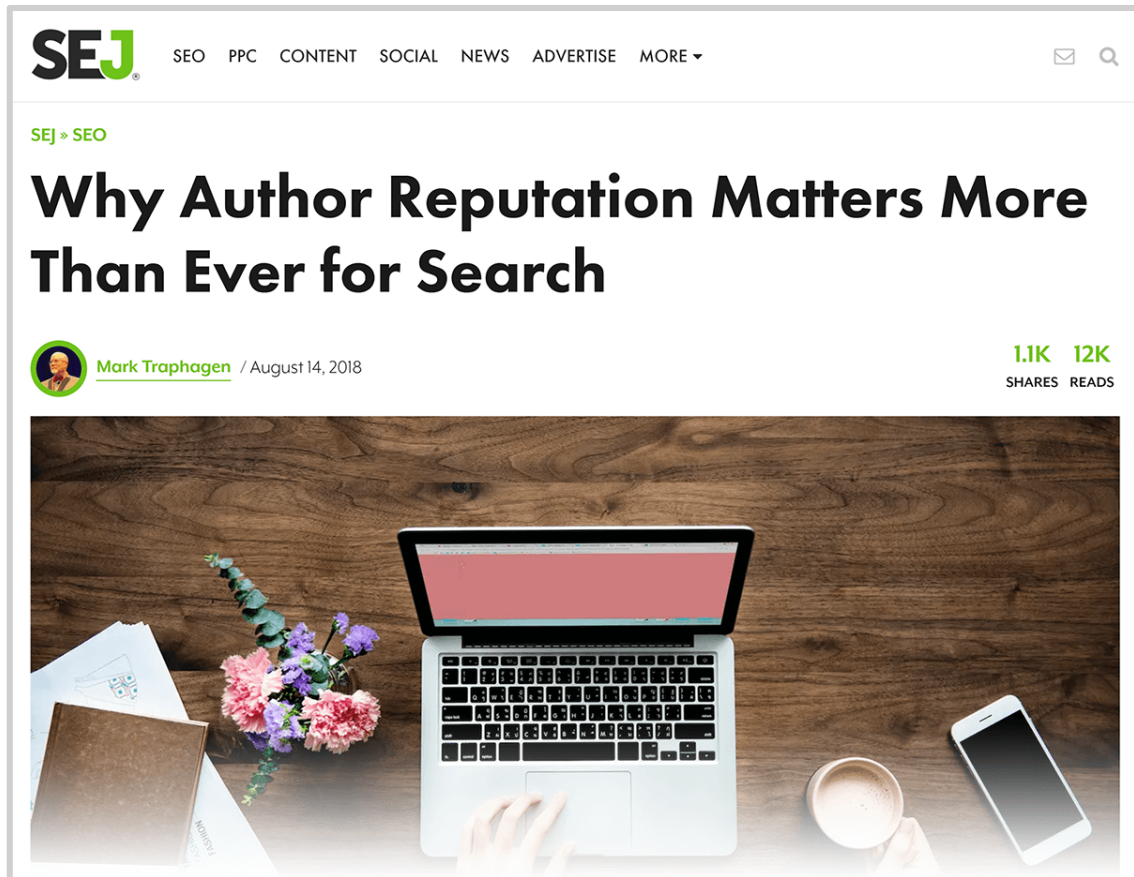 SEJ®
SEO PPC CONTENT SOCIAL NEWS ADVERTISE MORE
SEJ » SEO
Why Author Reputation Matters More
Than Ever for Search
Mark Traphagen / August 14, 2018
1.1K 12K
SHARES READS
FASHION